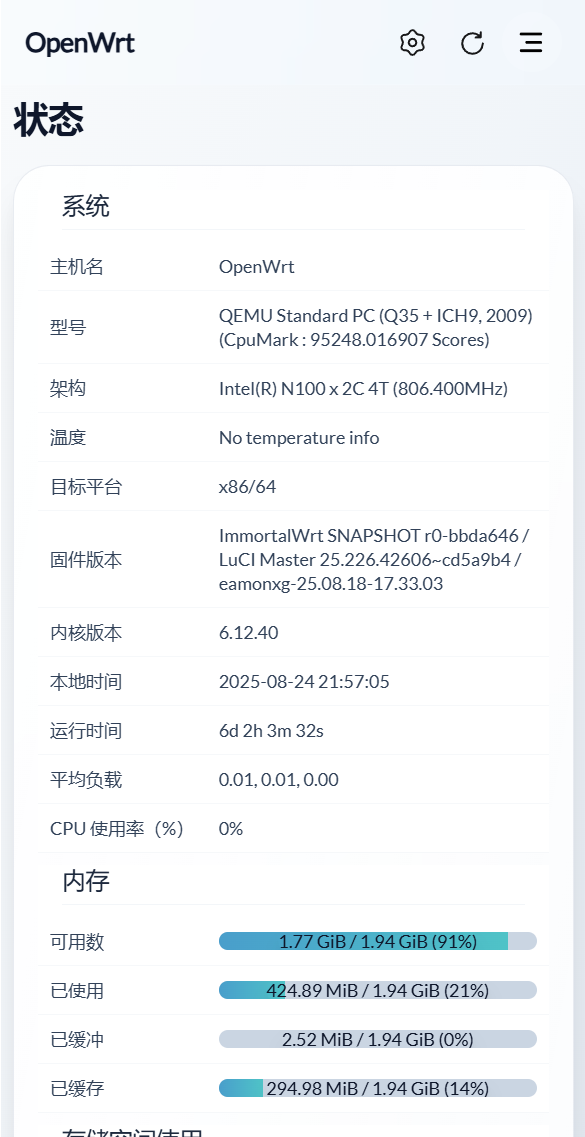 OpenWrt
状态
系统
主机名 OpenWrt
型号 QEMU Standard PC (Q35 + ICH9, 2009)
(CpuMark : 95248.016907 Scores)
架构 Intel(R) N100 x 2C 4T (806.400MHz)
温度 No temperature info
目标平台 x86/64
固件版本 ImmortalWrt SNAPSHOT r0-bbda646 /
LuCI Master 25.226.42606~cd5a9b4 /
eamonxg-25.08.18-17.33.03
内核版本 6.12.40
本地时间 2025-08-24 21:57:05
运行时间 6d 2h 3m 32s
平均负载 0.01, 0.01, 0.00
CPU 使用率（%） 0%
内存
可用数 1.77 GiB / 1.94 GiB (91%)
已使用 424.89 MiB / 1.94 GiB (21%)
已缓冲 2.52 MiB / 1.94 GiB (0%)
已缓存 294.98 MiB / 1.94 GiB (14%)
存储空间使用